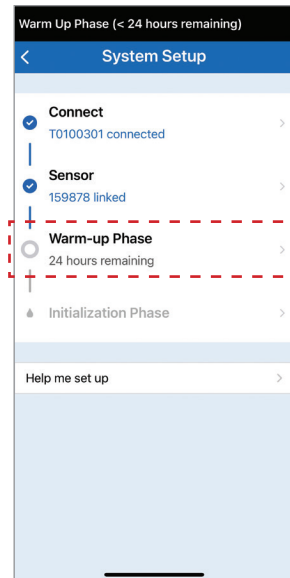 Warm Up Phase (< 24 hours remaining)
System Setup
Connect
T0100301 connected
Sensor
159878 linked
Warm-up Phase
24 hours remaining
Initialization Phase
Help me set up